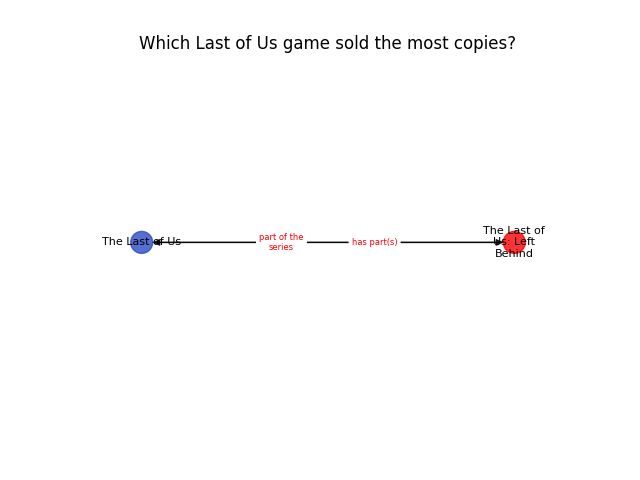 Which Last of Us game sold the most copies?
The Last of Us
part of the
series
has part(s)
The Last of
Us: Left
Behind